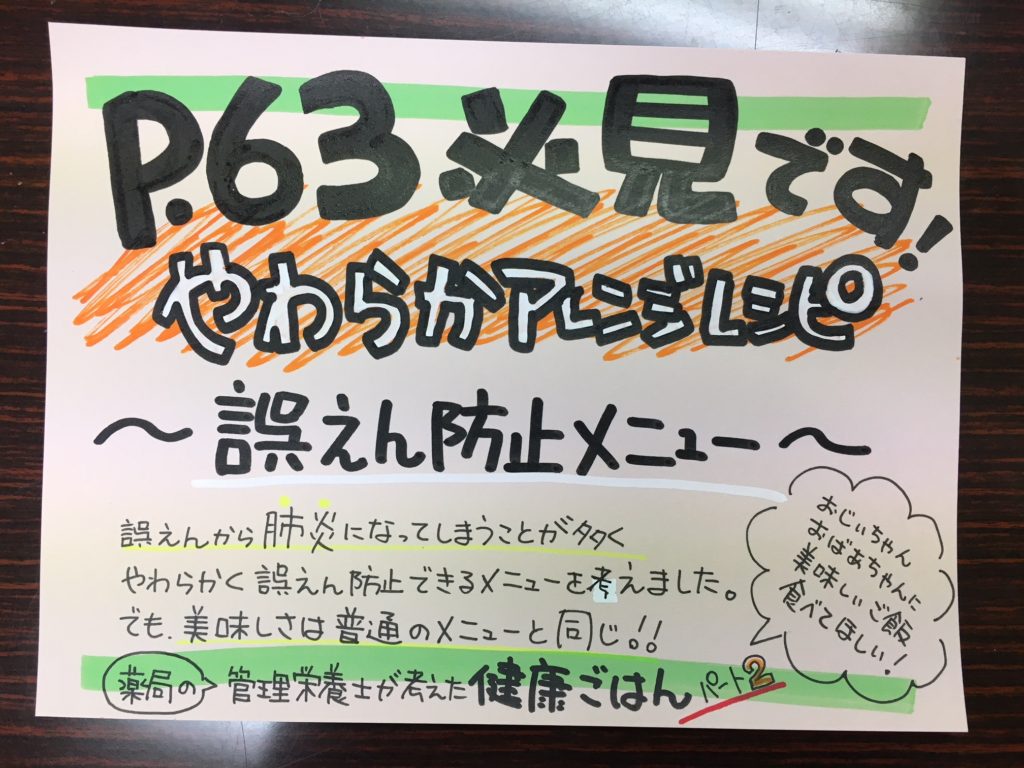 P.63 必見です!
やわらかアレンジレシピ
～誤えん防止メニュー～
誤えんから肺炎になってしまうことが多く
やわらかく誤えん防止できるメニューを考えました。
でも、美味しさは普通のメニューと同じ!!
おじぃちゃん
おばあちゃんに
美味しいご飯
食べてほしい!
薬局の 管理栄養士が考えた 健康ごはん パート2